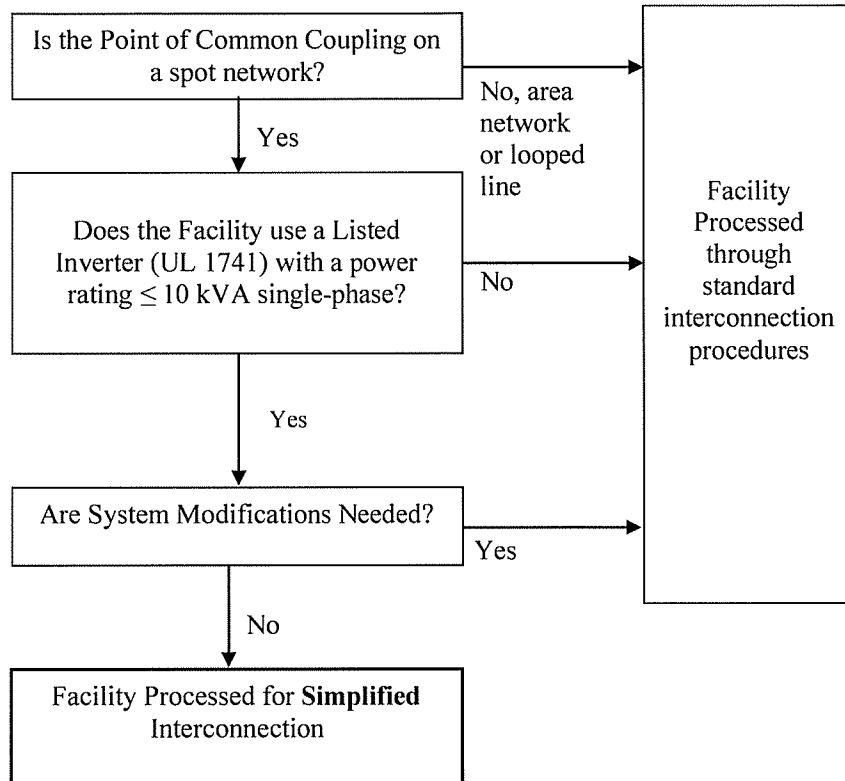 Is the Point of Common Coupling on
a spot network?
No, area
network
or looped
line
Yes
Does the Facility use a Listed
Inverter (UL 1741) with a power
rating ≤ 10 kVA single-phase?
No
Facility
Processed
through
standard
interconnection
procedures
Yes
Are System Modifications Needed?
Yes
No
Facility Processed for Simplified
Interconnection